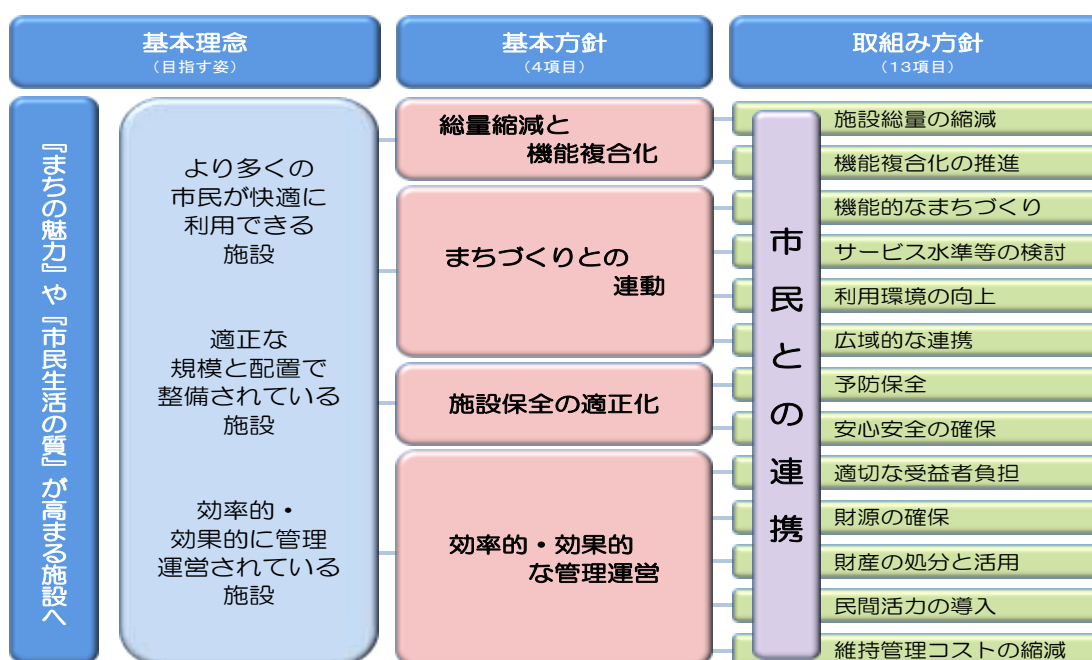 基本理念
（目指す姿）
基本方針
（4項目）
取組み方針
（13項目）
『まちの魅力』や『市民生活の質』が高まる施設へ
より多くの
市民が快適に
利用できる
施設
適正な
規模と配置で
整備されている
施設
効率的・
効果的に管理
運営されている
施設
総量縮減と
機能複合化
まちづくりとの
連動
施設保全の適正化
効率的・効果的
な管理運営
市民との連携
施設総量の縮減
機能複合化の推進
機能的なまちづくり
サービス水準等の検討
利用環境の向上
広域的な連携
予防保全
安心安全の確保
適切な受益者負担
財源の確保
財産の処分と活用
民間活力の導入
維持管理コストの縮減